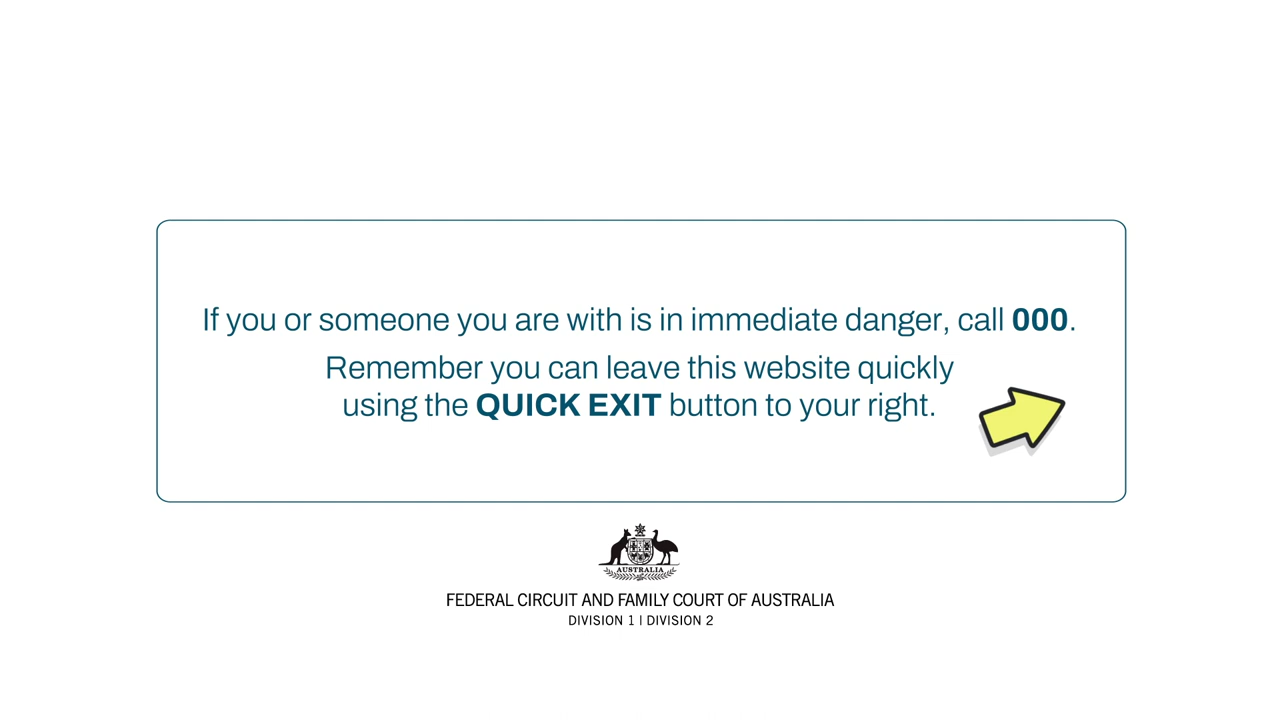 If you or someone you are with is in immediate danger, call 000.
Remember you can leave this website quickly
using the QUICK EXIT button to your right.
AUSTRALIA
FEDERAL CIRCUIT AND FAMILY COURT OF AUSTRALIA
DIVISION 1 | DIVISION 2